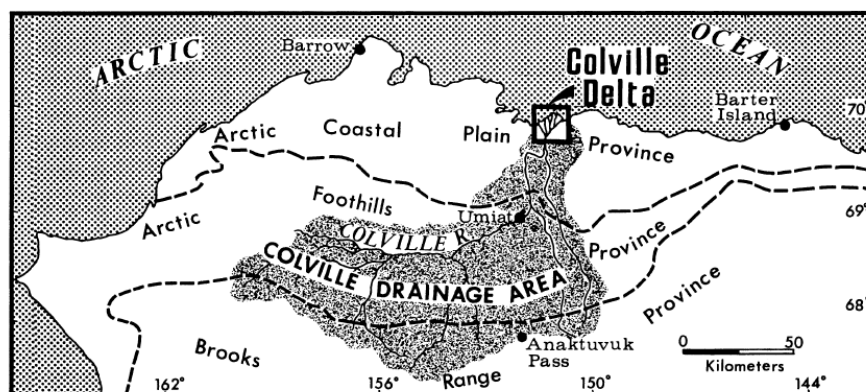 ARCTIC
OCEAN
Barrow
Colville
Delta
Barter
Island
70°
Arctic Coastal Plain Province
Arctic Foothills Province
69°
Umiat
COLVILLE R.
COLVILLE DRAINAGE AREA
68°
Brooks Range Province
Anaktuvuk
Pass
0 50
Kilometers
162° 156° 150° 144°